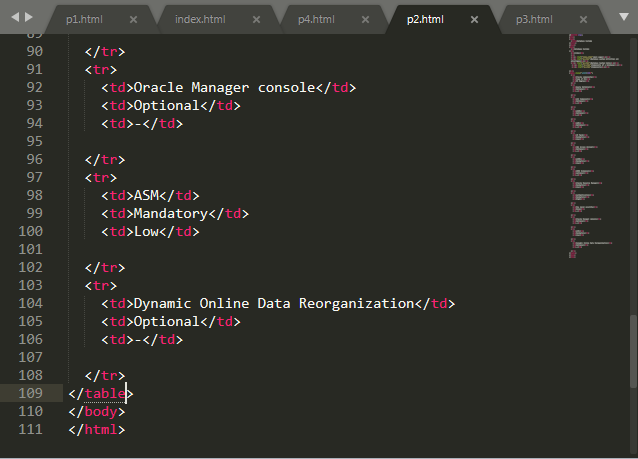 p1.html index.html p4.html p2.html p3.html
89
90 </tr>
91 <tr>
92 <td>Oracle Manager console</td>
93 <td>Optional</td>
94 <td>-</td>
95
96 </tr>
97 <tr>
98 <td>ASM</td>
99 <td>Mandatory</td>
100 <td>Low</td>
101
102 </tr>
103 <tr>
104 <td>Dynamic Online Data Reorganization</td>
105 <td>Optional</td>
106 <td>-</td>
107
108 </tr>
109 </table>
110 </body>
111 </html>